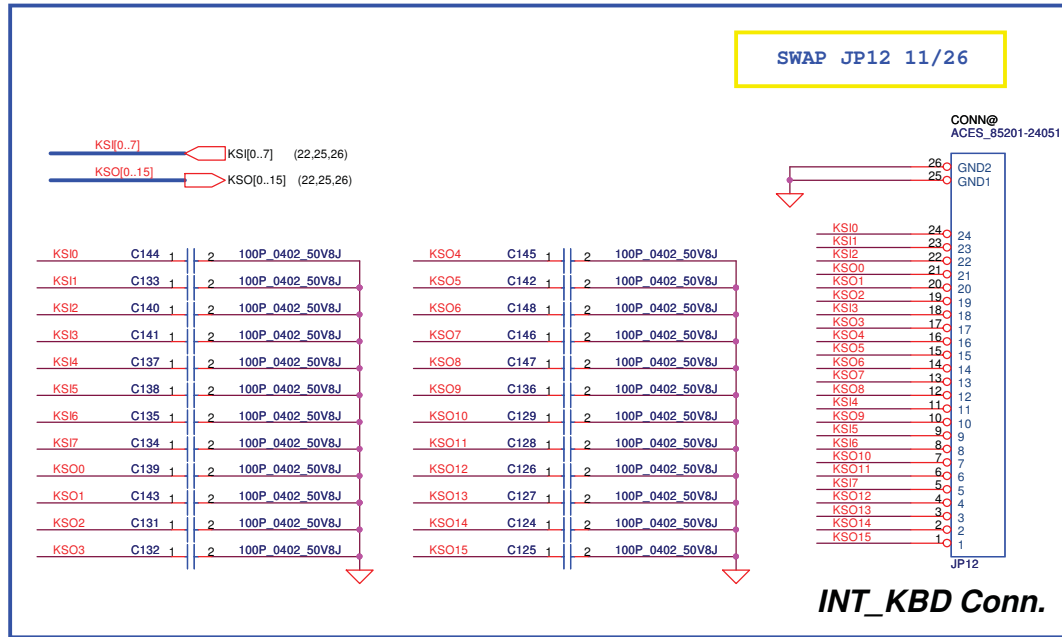 SWAP JP12 11/26
CONN@
ACES_85201-24051
KSI[0..7] KSI[0..7] (22,25,26)
KSO[0..15] KSO[0..15] (22,25,26)
26 GND2
25 GND1
KSI0 24 24
KSI1 23 23
KSI2 22 22
KSO0 21 21
KSO1 20 20
KSO2 19 19
KSI3 18 18
KSO3 17 17
KSO4 16 16
KSO5 15 15
KSO6 14 14
KSO7 13 13
KSO8 12 12
KSI4 11 11
KSO9 10 10
KSI5 9 9
KSI6 8 8
KSO10 7 7
KSO11 6 6
KSI7 5 5
KSO12 4 4
KSO13 3 3
KSO14 2 2
KSO15 1 1
JP12
KSI0 C144 1 2 100P_0402_50V8J
KSI1 C133 1 2 100P_0402_50V8J
KSI2 C140 1 2 100P_0402_50V8J
KSI3 C141 1 2 100P_0402_50V8J
KSI4 C137 1 2 100P_0402_50V8J
KSI5 C138 1 2 100P_0402_50V8J
KSI6 C135 1 2 100P_0402_50V8J
KSI7 C134 1 2 100P_0402_50V8J
KSO0 C139 1 2 100P_0402_50V8J
KSO1 C143 1 2 100P_0402_50V8J
KSO2 C131 1 2 100P_0402_50V8J
KSO3 C132 1 2 100P_0402_50V8J
KSO4 C145 1 2 100P_0402_50V8J
KSO5 C142 1 2 100P_0402_50V8J
KSO6 C148 1 2 100P_0402_50V8J
KSO7 C146 1 2 100P_0402_50V8J
KSO8 C147 1 2 100P_0402_50V8J
KSO9 C136 1 2 100P_0402_50V8J
KSO10 C129 1 2 100P_0402_50V8J
KSO11 C128 1 2 100P_0402_50V8J
KSO12 C126 1 2 100P_0402_50V8J
KSO13 C127 1 2 100P_0402_50V8J
KSO14 C124 1 2 100P_0402_50V8J
KSO15 C125 1 2 100P_0402_50V8J
INT_KBD Conn.